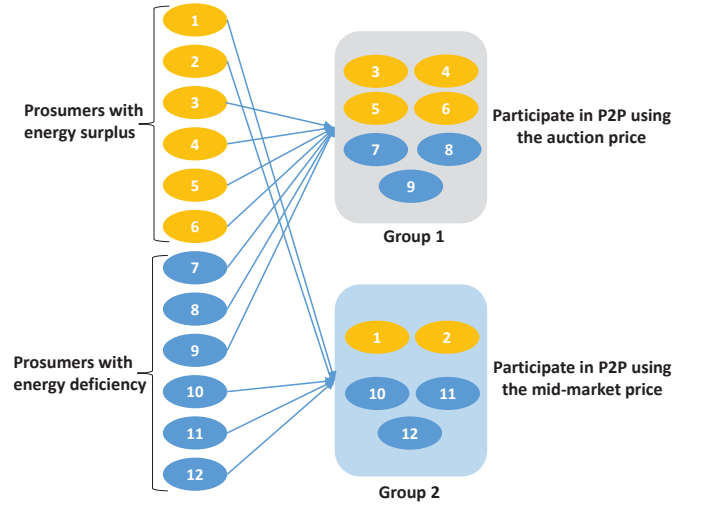 1
2
3
4
5
6
7
8
9
10
11
12
Prosumers with
energy surplus
Prosumers with
energy deficiency
3 4
5 6
7 8
9
Group 1
Participate in P2P using
the auction price
1 2
10 11
12
Group 2
Participate in P2P using
the mid-market price